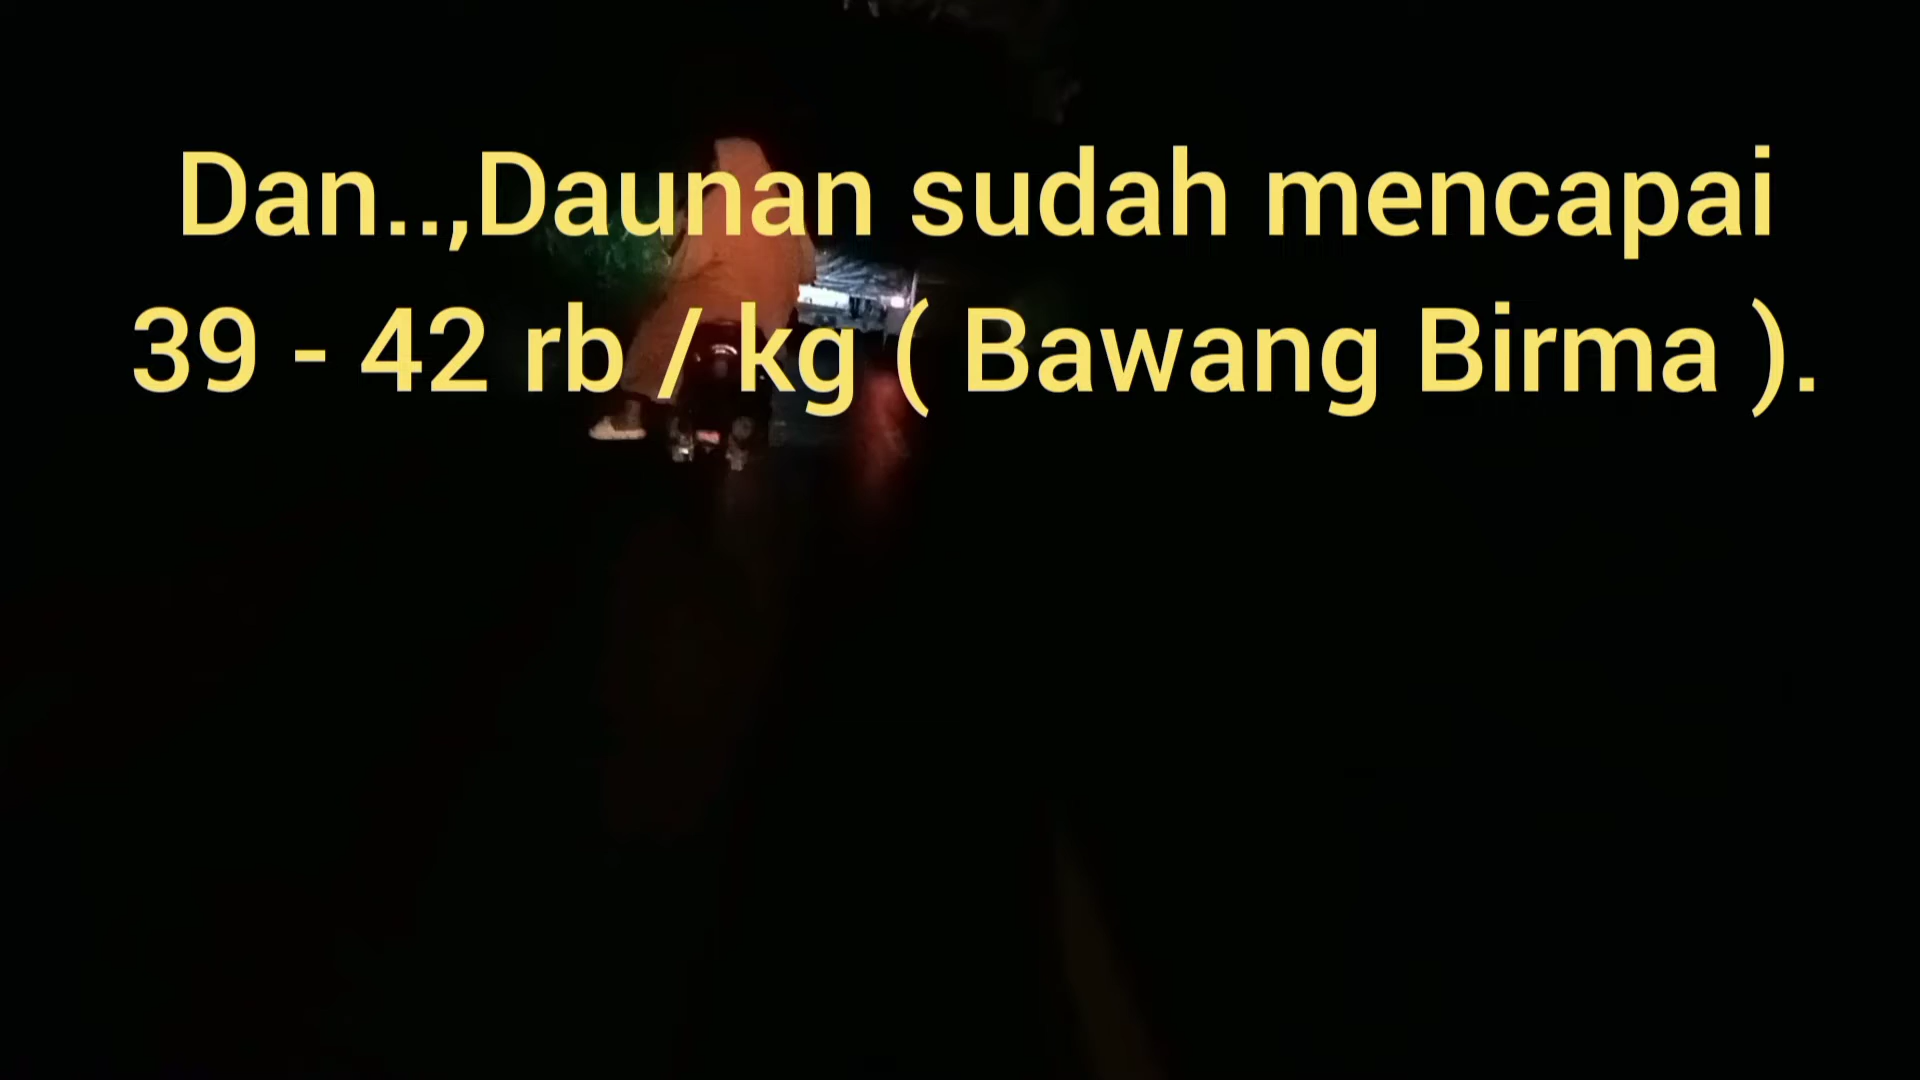 Dan..,Daunan sudah mencapai
39 - 42 rb / kg ( Bawang Birma ).